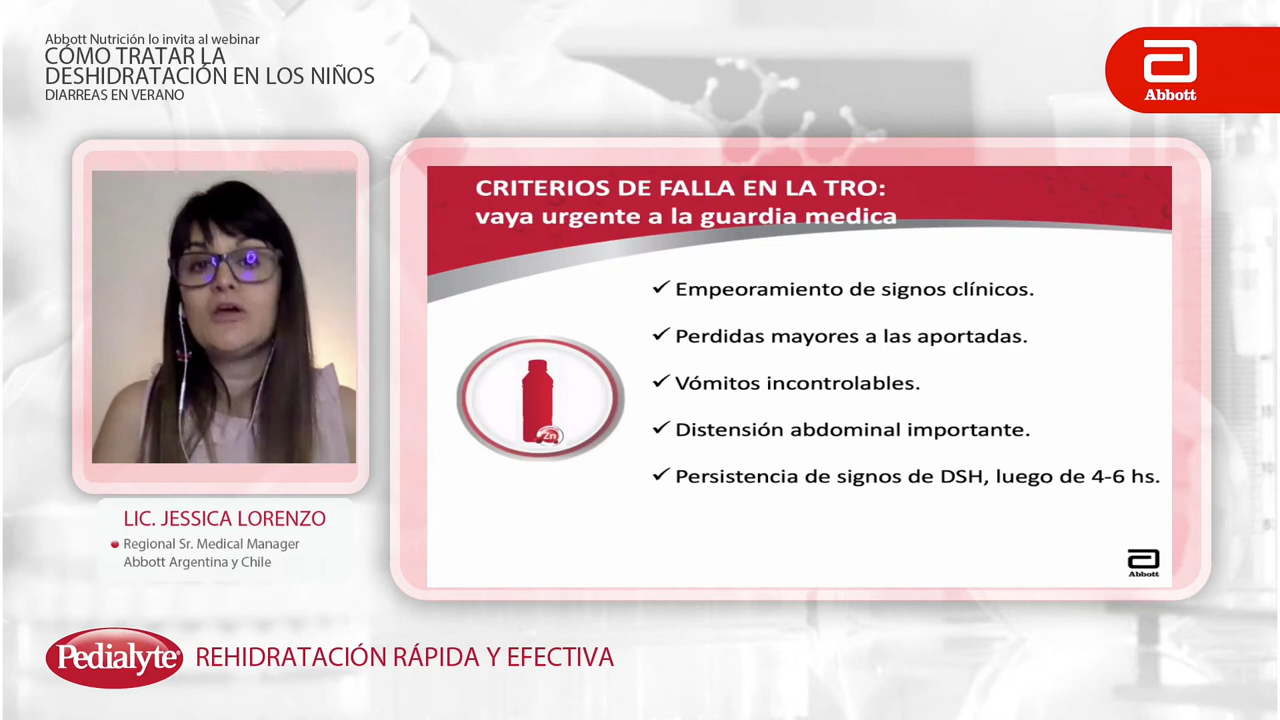 Abbott Nutrición lo invita al webinar
CÓMO TRATAR LA
DESHIDRATACIÓN EN LOS NIÑOS
DIARREAS EN VERANO
Abbott
CRITERIOS DE FALLA EN LA TRO:
vaya urgente a la guardia medica
Empeoramiento de signos clínicos.
Perdidas mayores a las aportadas.
Vómitos incontrolables.
Distensión abdominal importante.
Persistencia de signos de DSH, luego de 4-6 hs.
Zn
Abbott
LIC. JESSICA LORENZO
Regional Sr. Medical Manager
Abbott Argentina y Chile
Pedialyte
REHIDRATACIÓN RÁPIDA Y EFECTIVA